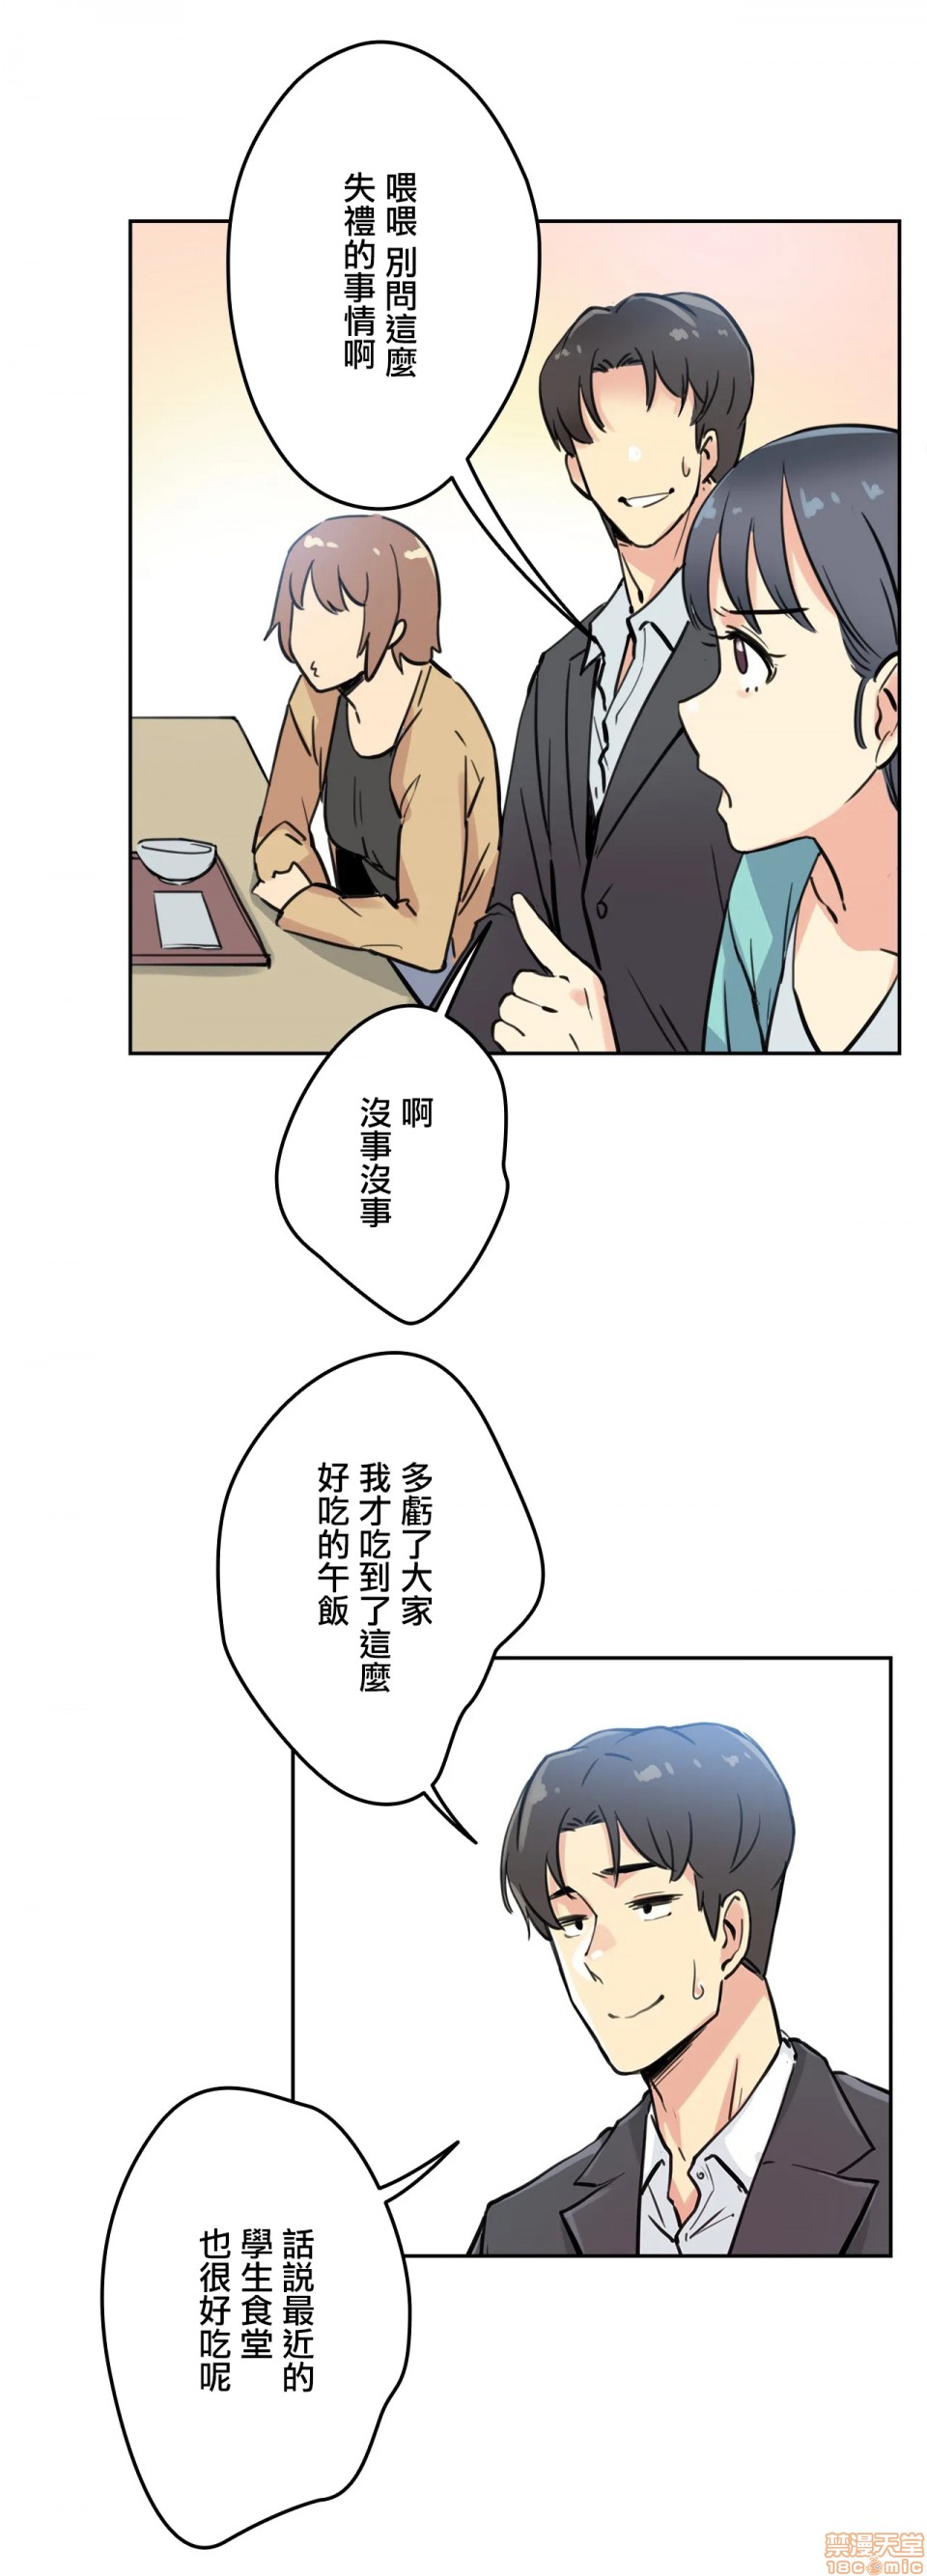 喂喂 別問這麼
失禮的事情啊
啊
沒事沒事
多虧了大家
我才吃到了這麼
好吃的午飯
話説最近的
學生食堂
也很好吃呢
禁漫天堂
18comic